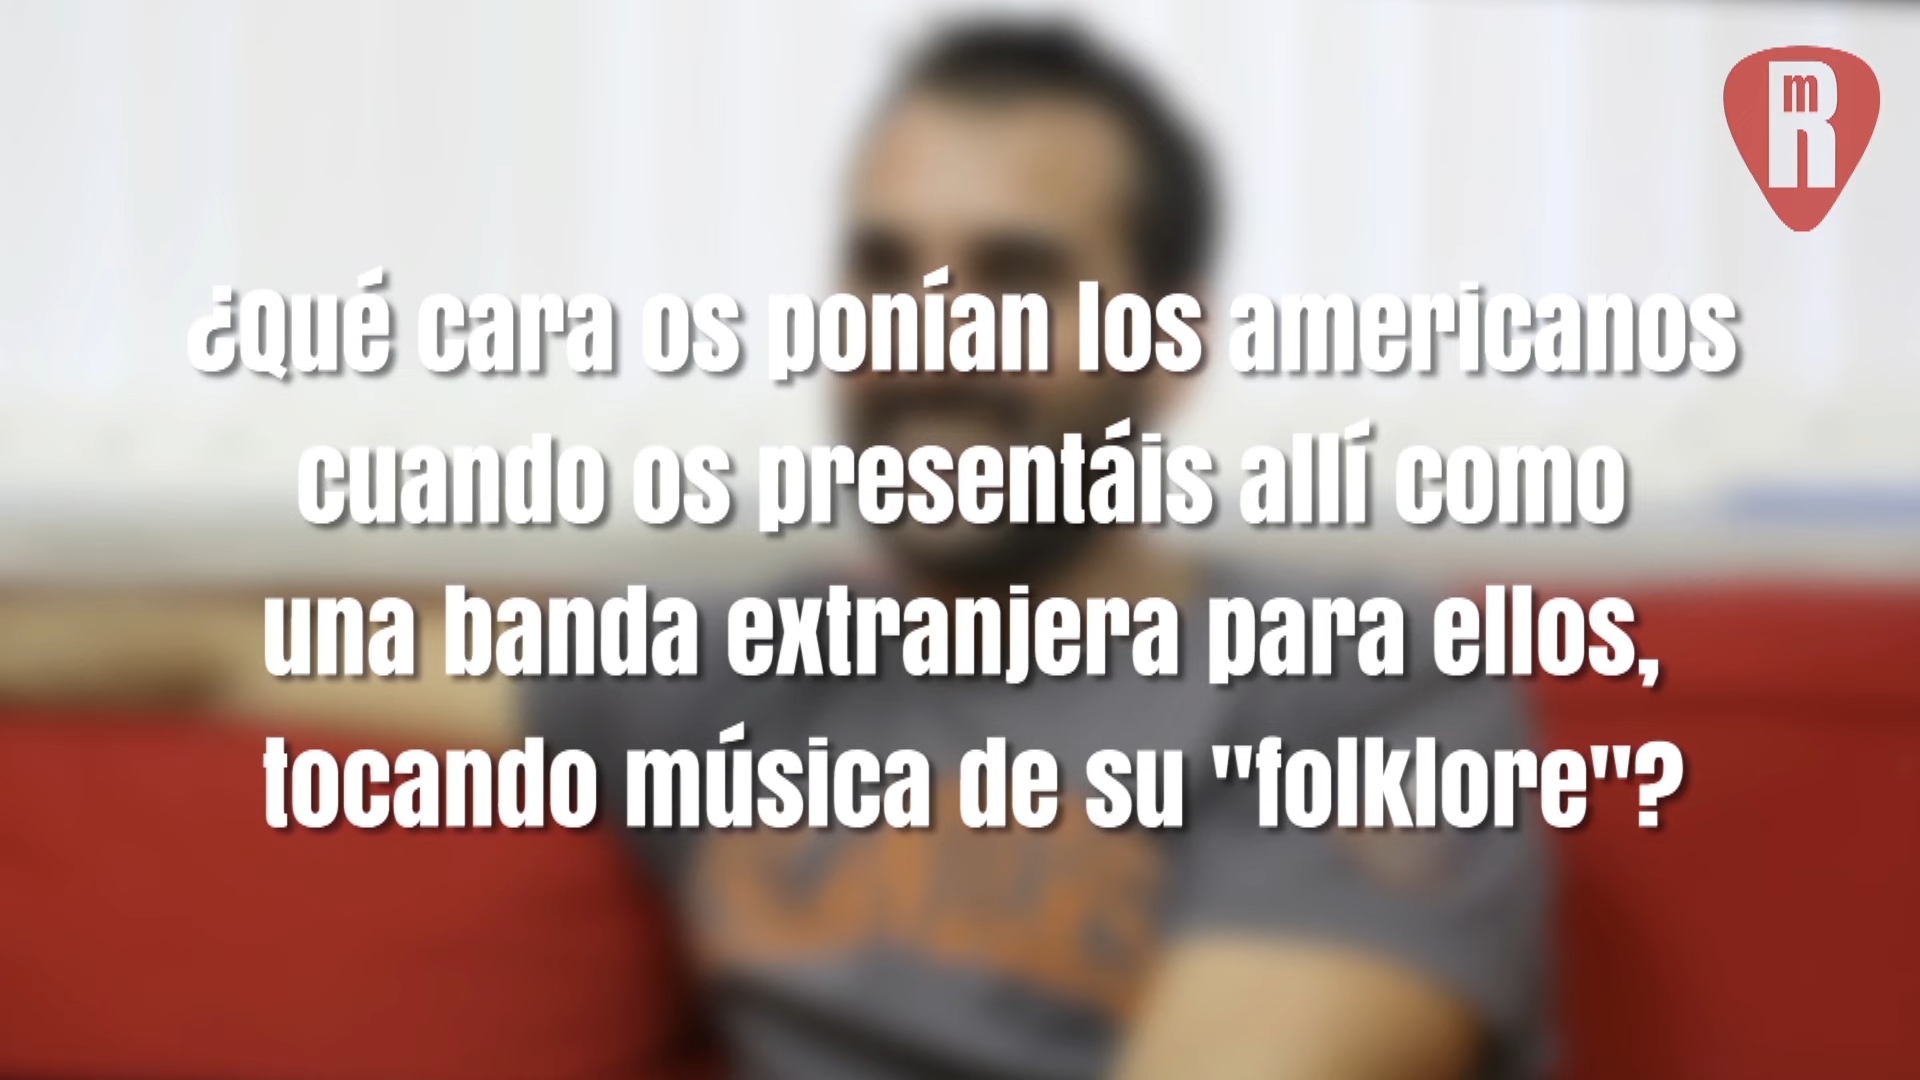 mR
¿Qué cara os ponían los americanos
cuando os presentáis allí como
una banda extranjera para ellos,
tocando música de su "folklore"?